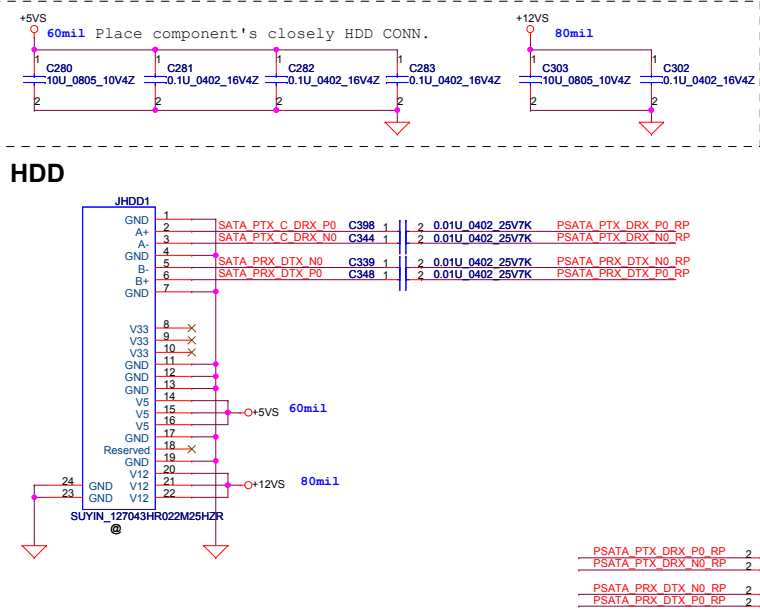 +5VS
60mil Place component's closely HDD CONN.
+12VS
80mil
1 1 1 1 1 1
C280 C281 C282 C283 C303 C302
10U_0805_10V4Z 0.1U_0402_16V4Z 0.1U_0402_16V4Z 0.1U_0402_16V4Z 10U_0805_10V4Z 0.1U_0402_16V4Z
2 2 2 2 2 2
HDD
JHDD1
GND 1
A+ 2 SATA_PTX_C_DRX_P0 C398 1 2 0.01U_0402_25V7K PSATA_PTX_DRX_P0_RP
A- 3 SATA_PTX_C_DRX_N0 C344 1 2 0.01U_0402_25V7K PSATA_PTX_DRX_N0_RP
GND 4
B- 5 SATA_PRX_DTX_N0 C339 1 2 0.01U_0402_25V7K PSATA_PRX_DTX_N0_RP
B+ 6 SATA_PRX_DTX_P0 C348 1 2 0.01U_0402_25V7K PSATA_PRX_DTX_P0_RP
GND 7
V33 8
V33 9
V33 10
GND 11
GND 12
GND 13
V5 14
V5 15 +5VS 60mil
V5 16
GND 17
Reserved 18
GND 19
V12 20
24 GND V12 21 +12VS 80mil
23 GND V12 22
SUYIN_127043HR022M25HZR
@
PSATA_PTX_DRX_P0_RP 2
PSATA_PTX_DRX_N0_RP 2
PSATA_PRX_DTX_N0_RP 2
PSATA_PRX_DTX_P0_RP 2